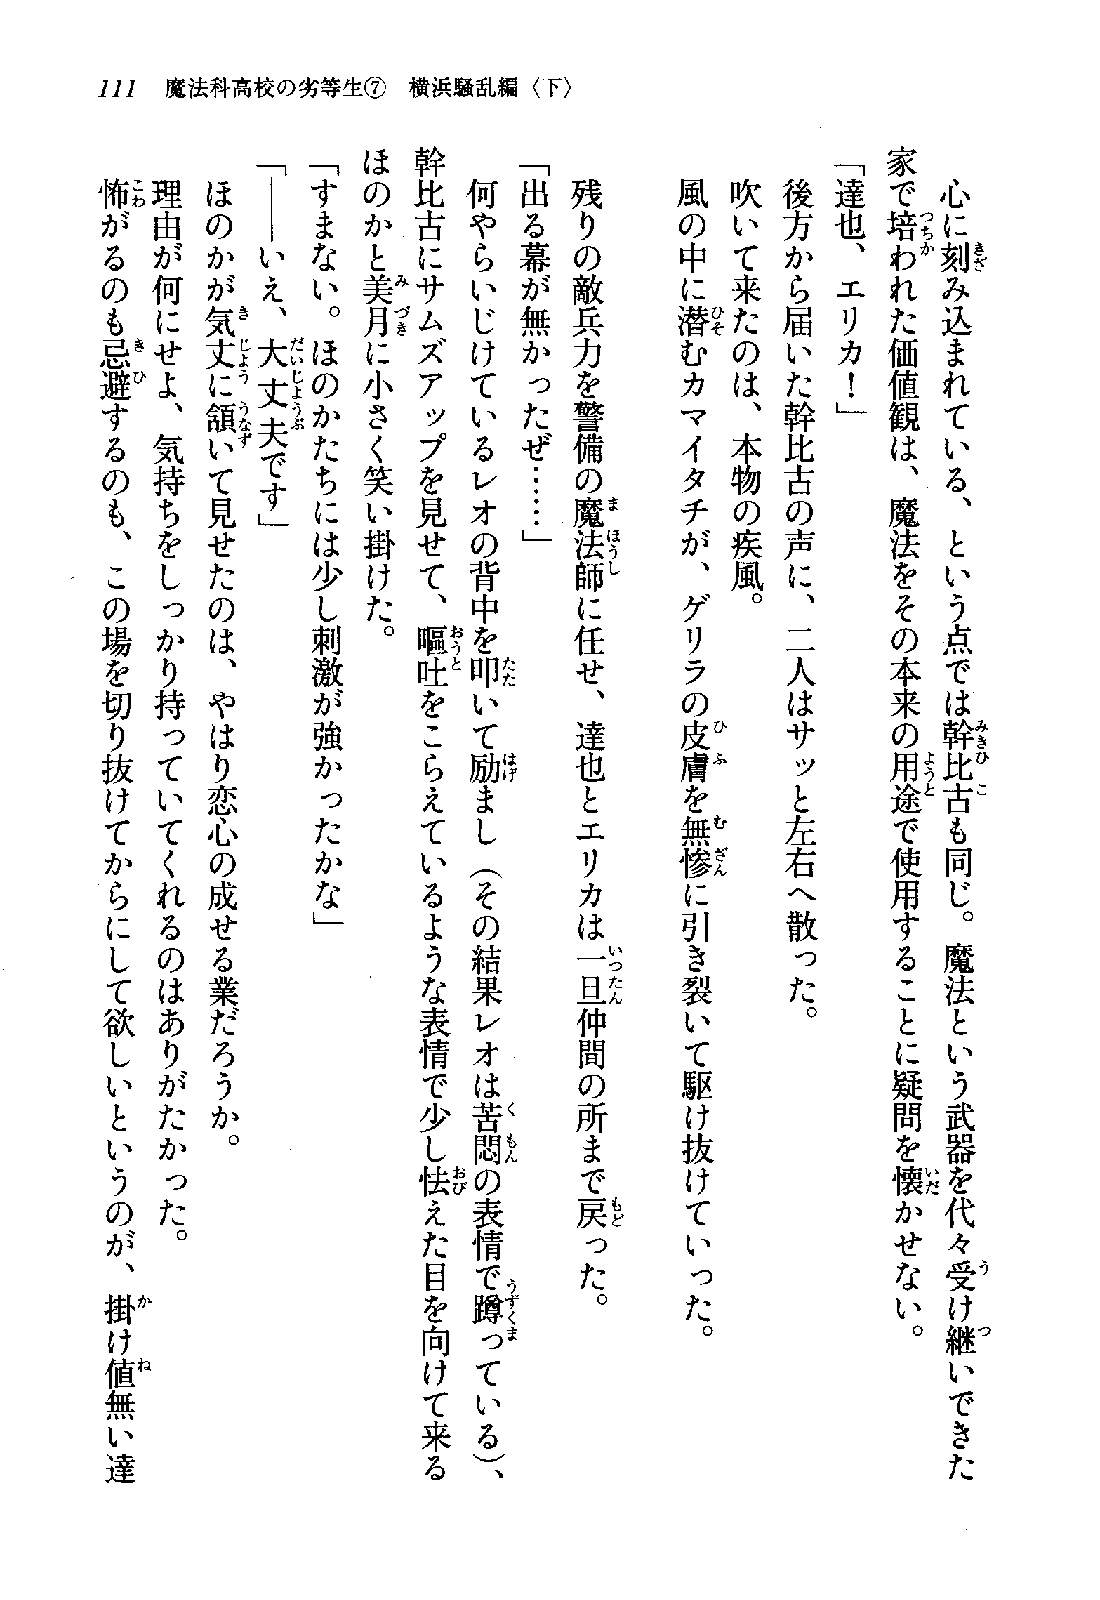 111　魔法科高校の劣等生⑦　横浜騒乱編〈下〉
　心に刻み込まれている、という点では幹比古も同じ。魔法という武器を代々受け継いできた
家で培われた価値観は、魔法をその本来の用途で使用することに疑問を懐かせない。
「達也、エリカ！」
　後方から届いた幹比古の声に、二人はサッと左右へ散った。
　吹いて来たのは、本物の疾風。
　風の中に潜むカマイタチが、ゲリラの皮膚を無惨に引き裂いて駆け抜けていった。
　残りの敵兵力を警備の魔法師に任せ、達也とエリカは一旦仲間の所まで戻った。
「出る幕が無かったぜ……」
　何やらいじけているレオの背中を叩いて励まし（その結果レオは苦悶の表情で蹲っている）、
幹比古にサムズアップを見せて、嘔吐をこらえているような表情で少し怯えた目を向けて来る
ほのかと美月に小さく笑い掛けた。
「すまない。ほのかたちには少し刺激が強かったかな」
「――いえ、大丈夫です」
　ほのかが気丈に頷いて見せたのは、やはり恋心の成せる業だろうか。
　理由が何にせよ、気持ちをしっかり持っていてくれるのはありがたかった。
　怖がるのも忌避するのも、この場を切り抜けてからにして欲しいというのが、掛け値無い達